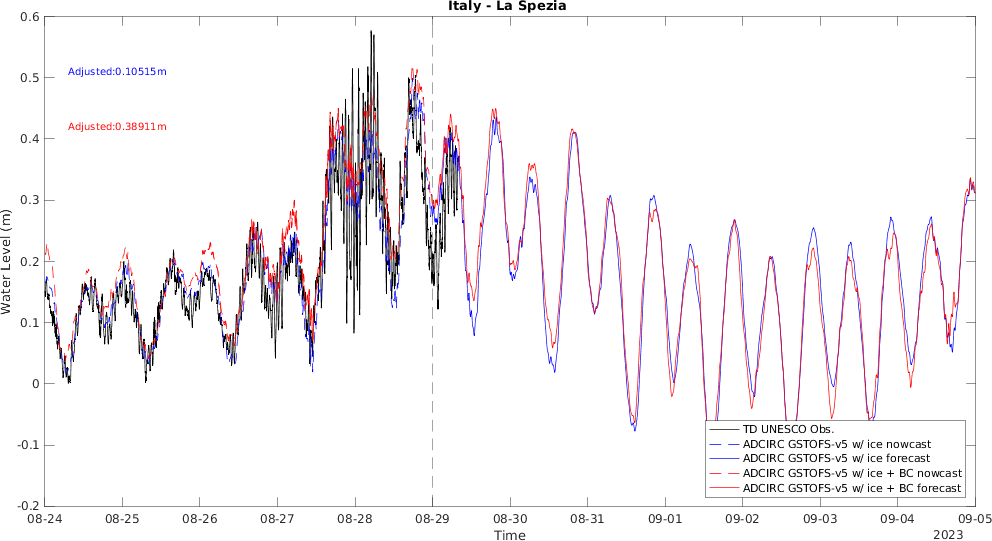 Italy - La Spezia
0.6
0.5
0.4
0.3
0.2
0.1
0
-0.1
-0.2
Water Level (m)
Adjusted:0.10515m
Adjusted:0.38911m
TD UNESCO Obs.
ADCIRC GSTOFS-v5 w/ ice nowcast
ADCIRC GSTOFS-v5 w/ ice forecast
ADCIRC GSTOFS-v5 w/ ice + BC nowcast
ADCIRC GSTOFS-v5 w/ ice + BC forecast
08-24 08-25 08-26 08-27 08-28 08-29 08-30 08-31 09-01 09-02 09-03 09-04 09-05
Time
2023